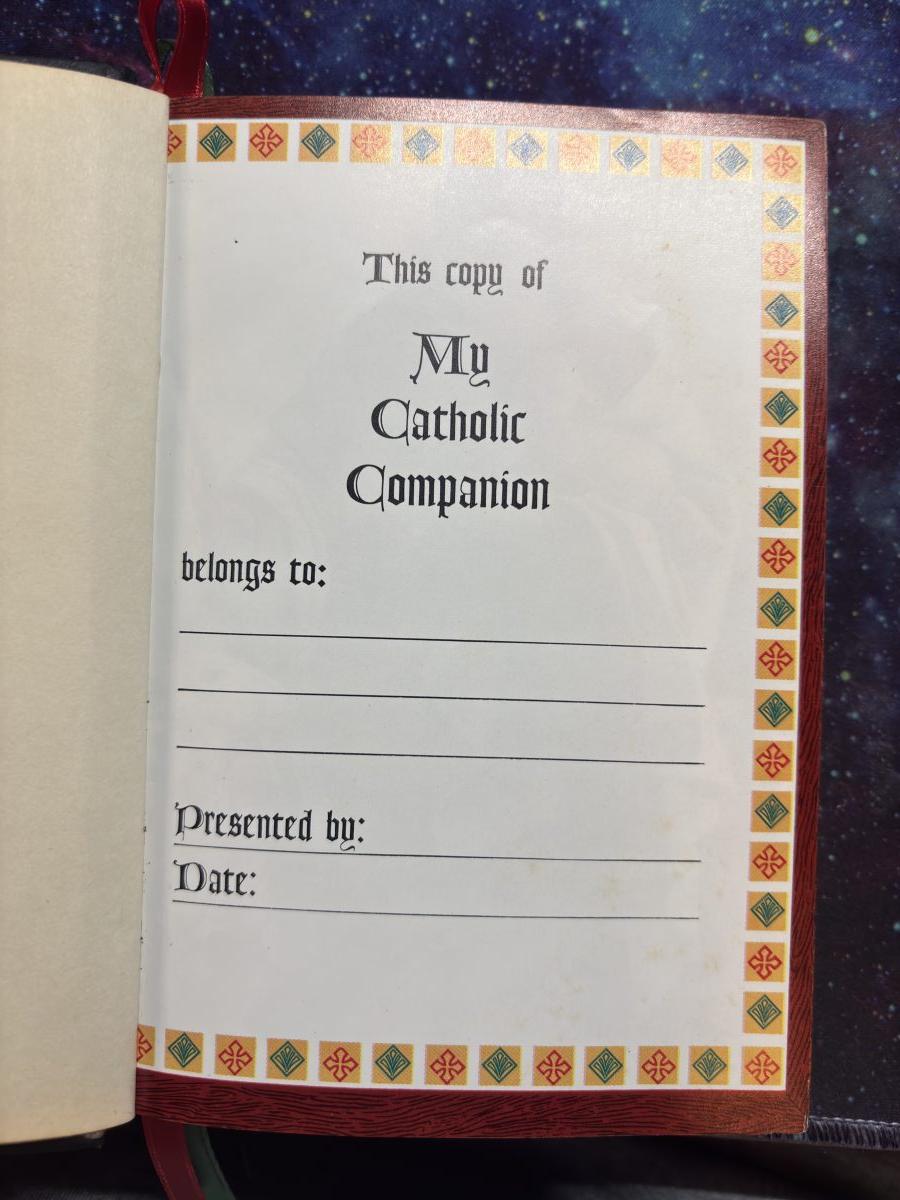 This copy of
My
Catholic
Companion
belongs to:
Presented by:
Date: